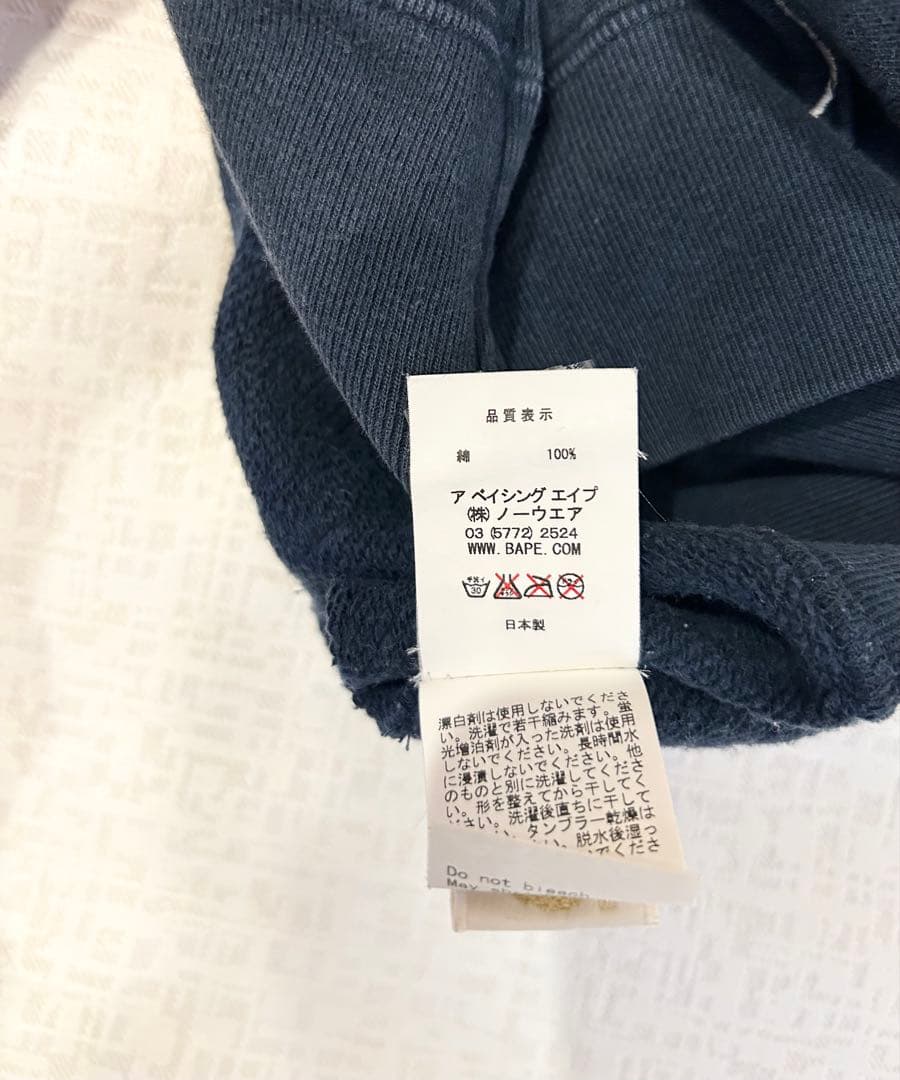 品質表示
綿 100%
ア ベイシング エイプ
(株) ノーウエア
03 (5772) 2524
WWW. BAPE. COM
30
日本製
漂白剤は使用しないでくださ
い。洗濯で若干縮みます。蛍
光増泊剤が入った洗剤は使用
しないでください。長時間水
に浸漬しないでください。他
のものと別に洗濯してくださ
い。形を整えてから干してく
ださい。洗濯後直ちに干して
タンブラー乾燥は
脱水後湿っ
でくださ
Do not bleach
May